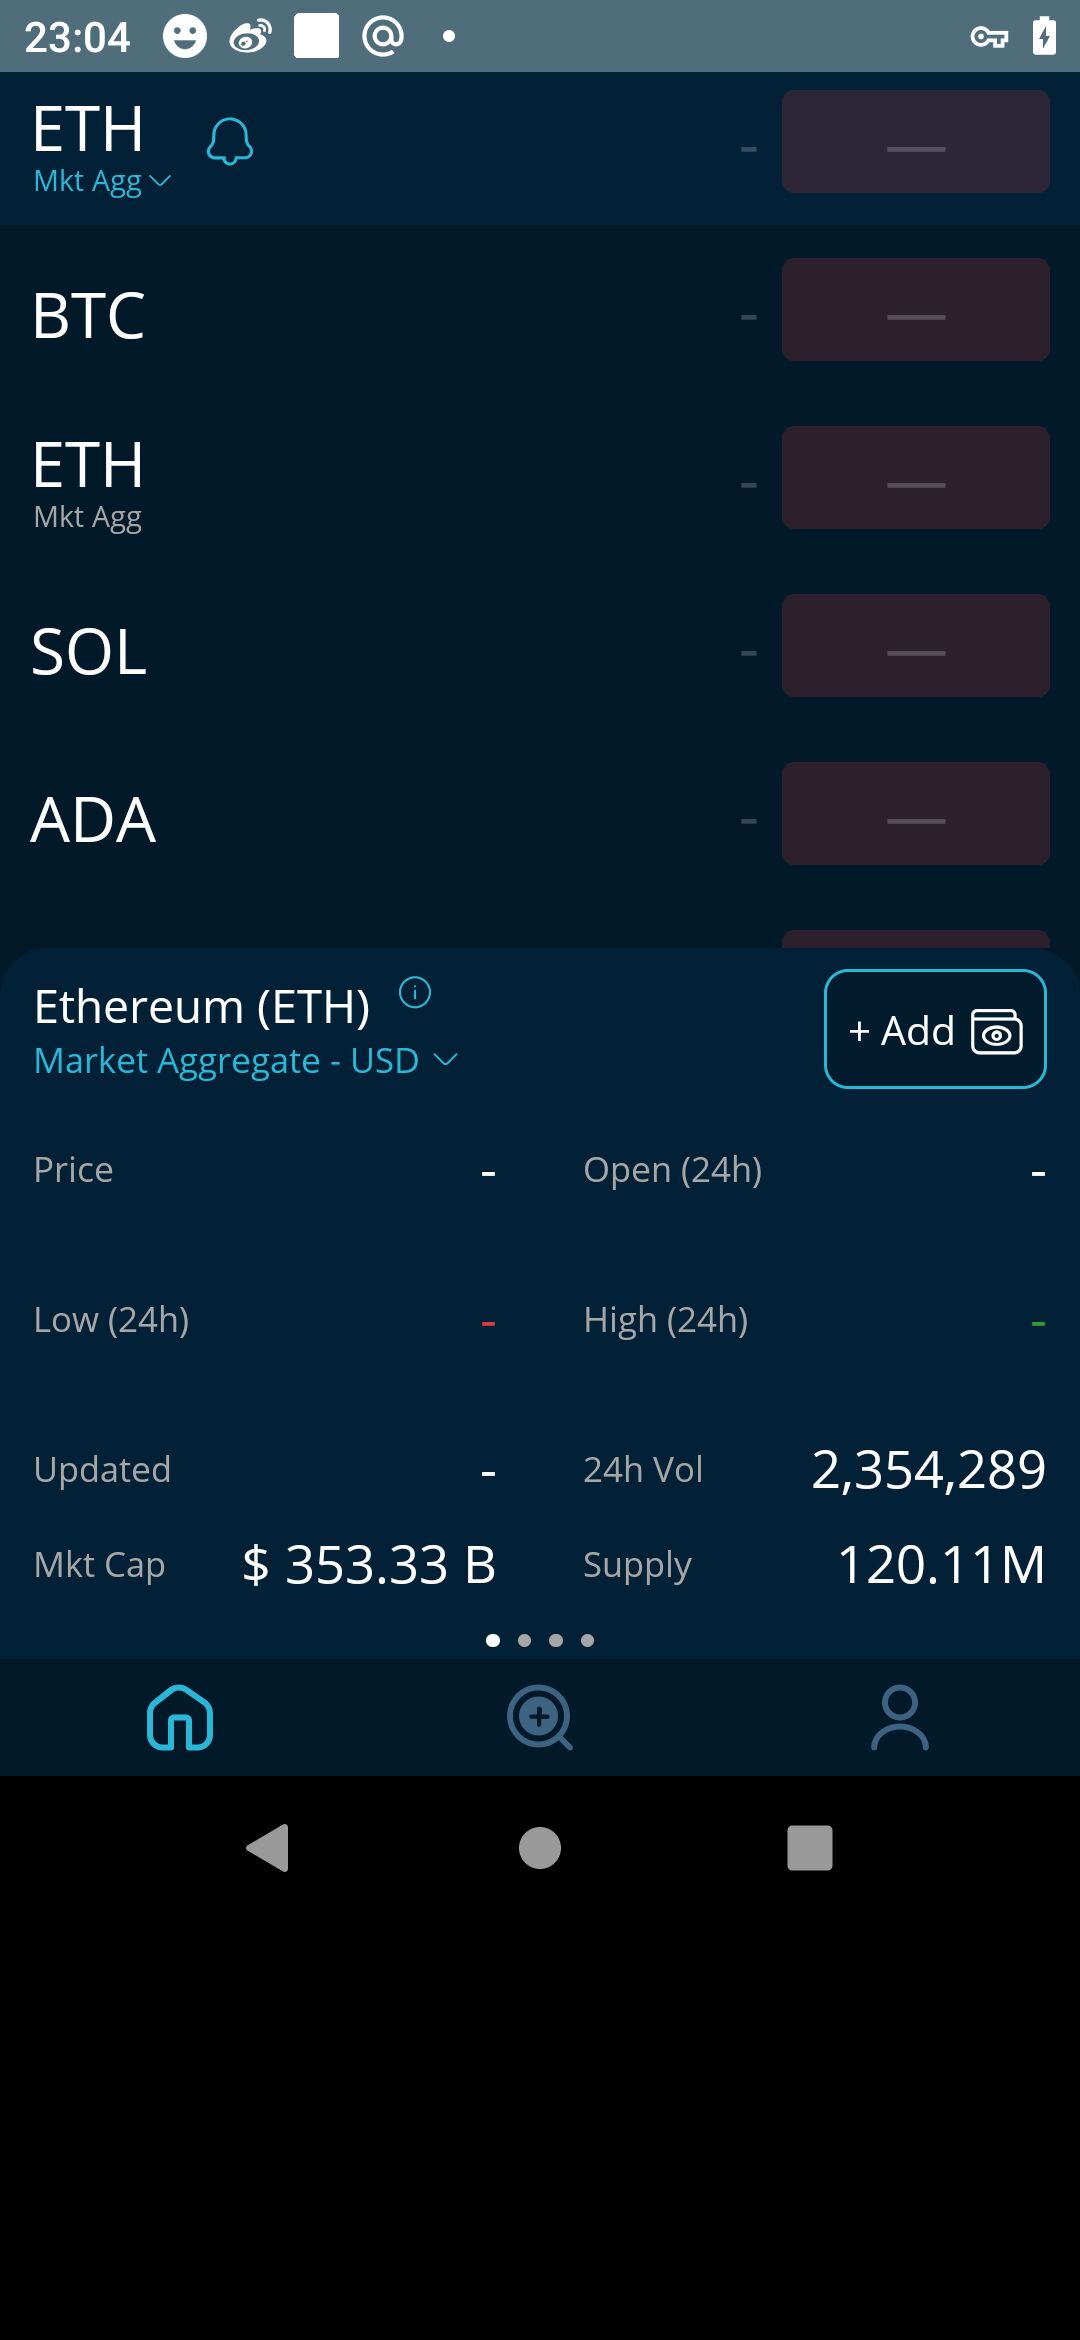 23:04
ETH
Mkt Agg
- —
BTC - —
ETH
Mkt Agg
- —
SOL - —
ADA - —
Ethereum (ETH)
Market Aggregate - USD
+ Add
Price - Open (24h) -
Low (24h) - High (24h) -
Updated - 24h Vol 2,354,289
Mkt Cap $ 353.33 B Supply 120.11M